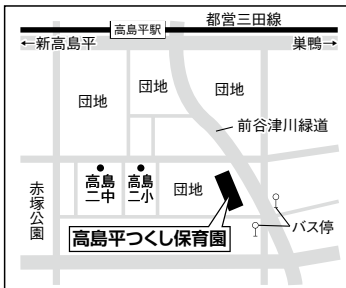 都営三田線
高島平駅
←新高島平
巣鴨→
団地
団地
団地
前谷津川緑道
高島二中
高島二小
団地
赤塚公園
バス停
高島平つくし保育園